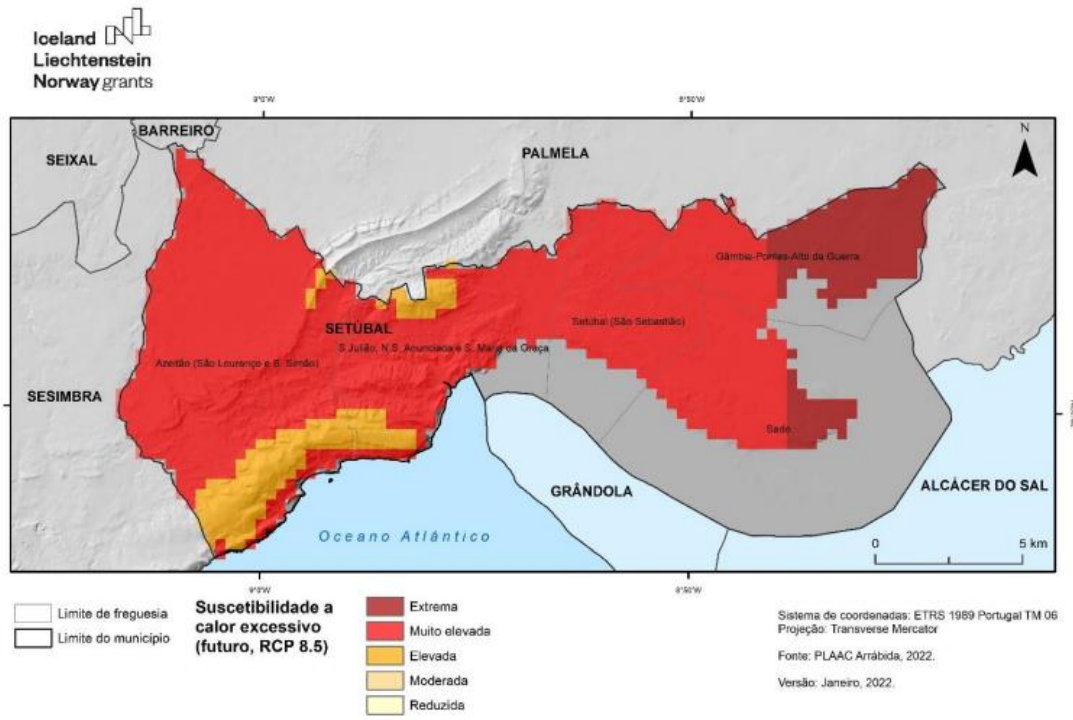 Iceland
Liechtenstein
Norway grants
9°0'W
8°50'W
BARREIRO
SEIXAL
PALMELA
N
Gâmbia-Pontes-Alto da Guerra
SETÚBAL
Setúbal (São Sebastião)
S.Julião, N.S. Anunciada e S. Maria da Graça
Azeitão (São Lourenço e S. Simão)
SESIMBRA
Sado
GRÂNDOLA
ALCÁCER DO SAL
Oceano Atlântico
0 5 km
9°0'W
8°50'W
Limite de freguesia
Limite do município
Suscetibilidade a
calor excessivo
(futuro, RCP 8.5)
Extrema
Muito elevada
Elevada
Moderada
Reduzida
Sistema de coordenadas: ETRS 1989 Portugal TM 06
Projeção: Transverse Mercator
Fonte: PLAAC Arrábida, 2022.
Versão: Janeiro, 2022.